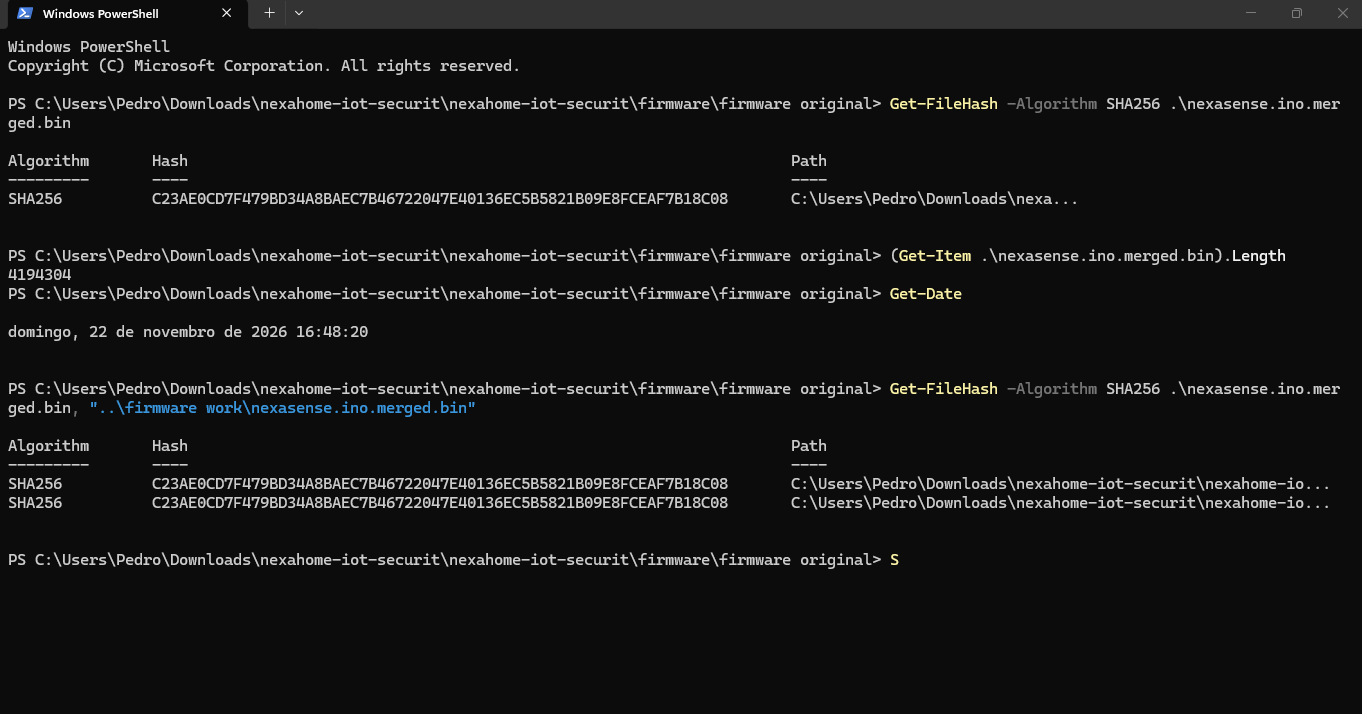 Windows PowerShell
Windows PowerShell
Copyright (C) Microsoft Corporation. All rights reserved.
PS C:\Users\Pedro\Downloads\nexahome-iot-securit\nexahome-iot-securit\firmware\firmware original> Get-FileHash -Algorithm SHA256 .\nexasense.ino.mer
ged.bin
Algorithm Hash Path
--------- ---- ----
SHA256 C23AE0CD7F479BD34A8BAEC7B46722047E40136EC5B5821B09E8FCEAF7B18C08 C:\Users\Pedro\Downloads\nexa...
PS C:\Users\Pedro\Downloads\nexahome-iot-securit\nexahome-iot-securit\firmware\firmware original> (Get-Item .\nexasense.ino.merged.bin).Length
4194304
PS C:\Users\Pedro\Downloads\nexahome-iot-securit\nexahome-iot-securit\firmware\firmware original> Get-Date
domingo, 22 de novembro de 2026 16:48:20
PS C:\Users\Pedro\Downloads\nexahome-iot-securit\nexahome-iot-securit\firmware\firmware original> Get-FileHash -Algorithm SHA256 .\nexasense.ino.mer
ged.bin, "..\firmware work\nexasense.ino.merged.bin"
Algorithm Hash Path
--------- ---- ----
SHA256 C23AE0CD7F479BD34A8BAEC7B46722047E40136EC5B5821B09E8FCEAF7B18C08 C:\Users\Pedro\Downloads\nexahome-iot-securit\nexahome-io...
SHA256 C23AE0CD7F479BD34A8BAEC7B46722047E40136EC5B5821B09E8FCEAF7B18C08 C:\Users\Pedro\Downloads\nexahome-iot-securit\nexahome-io...
PS C:\Users\Pedro\Downloads\nexahome-iot-securit\nexahome-iot-securit\firmware\firmware original> S